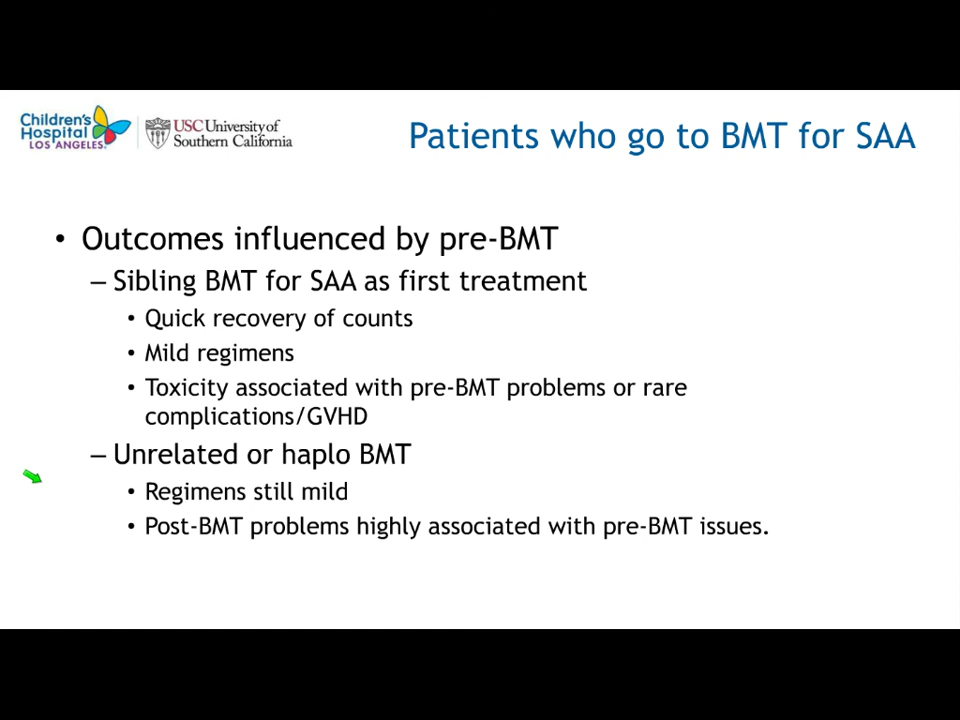 Children's
Hospital
LOS ANGELES
USC University of
Southern California
Patients who go to BMT for SAA
• Outcomes influenced by pre-BMT
– Sibling BMT for SAA as first treatment
• Quick recovery of counts
• Mild regimens
• Toxicity associated with pre-BMT problems or rare
complications/GVHD
– Unrelated or haplo BMT
• Regimens still mild
• Post-BMT problems highly associated with pre-BMT issues.